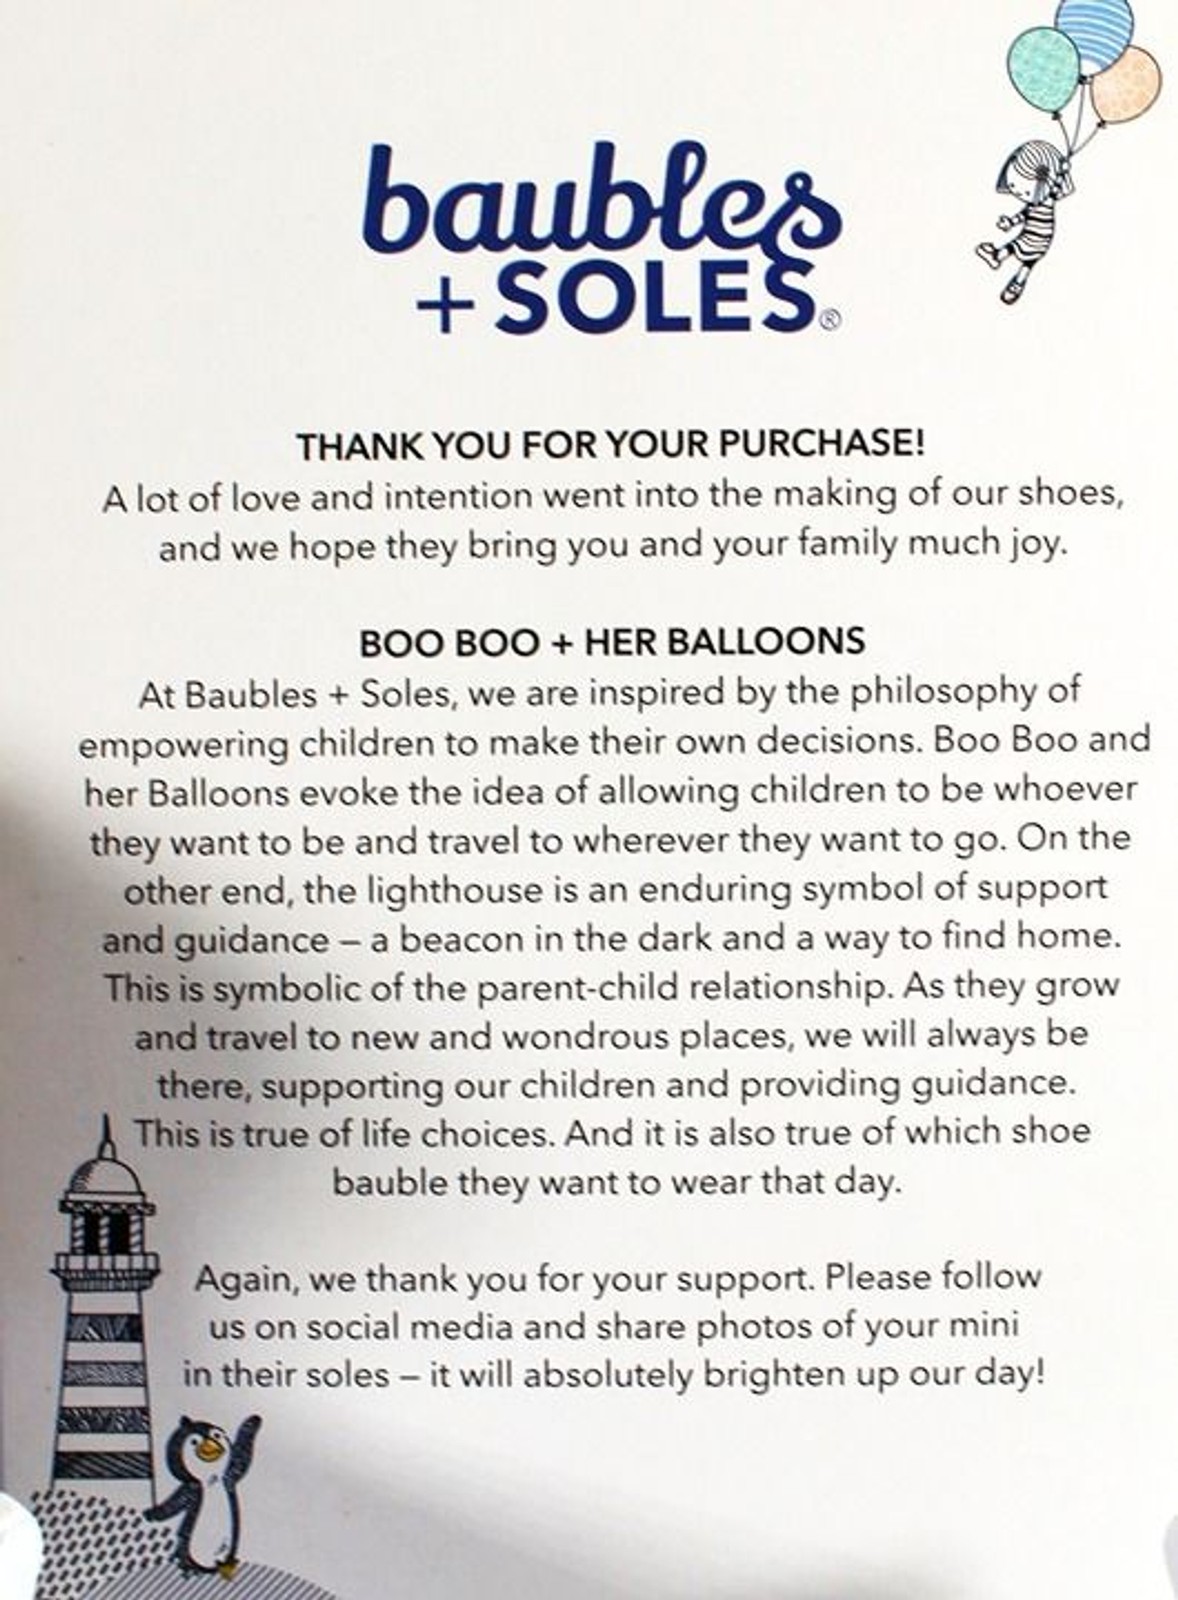 baubles
+ SOLES®
THANK YOU FOR YOUR PURCHASE!
A lot of love and intention went into the making of our shoes,
and we hope they bring you and your family much joy.
BOO BOO + HER BALLOONS
At Baubles + Soles, we are inspired by the philosophy of
empowering children to make their own decisions. Boo Boo and
her Balloons evoke the idea of allowing children to be whoever
they want to be and travel to wherever they want to go. On the
other end, the lighthouse is an enduring symbol of support
and guidance – a beacon in the dark and a way to find home.
This is symbolic of the parent-child relationship. As they grow
and travel to new and wondrous places, we will always be
there, supporting our children and providing guidance.
This is true of life choices. And it is also true of which shoe
bauble they want to wear that day.
Again, we thank you for your support. Please follow
us on social media and share photos of your mini
in their soles – it will absolutely brighten up our day!